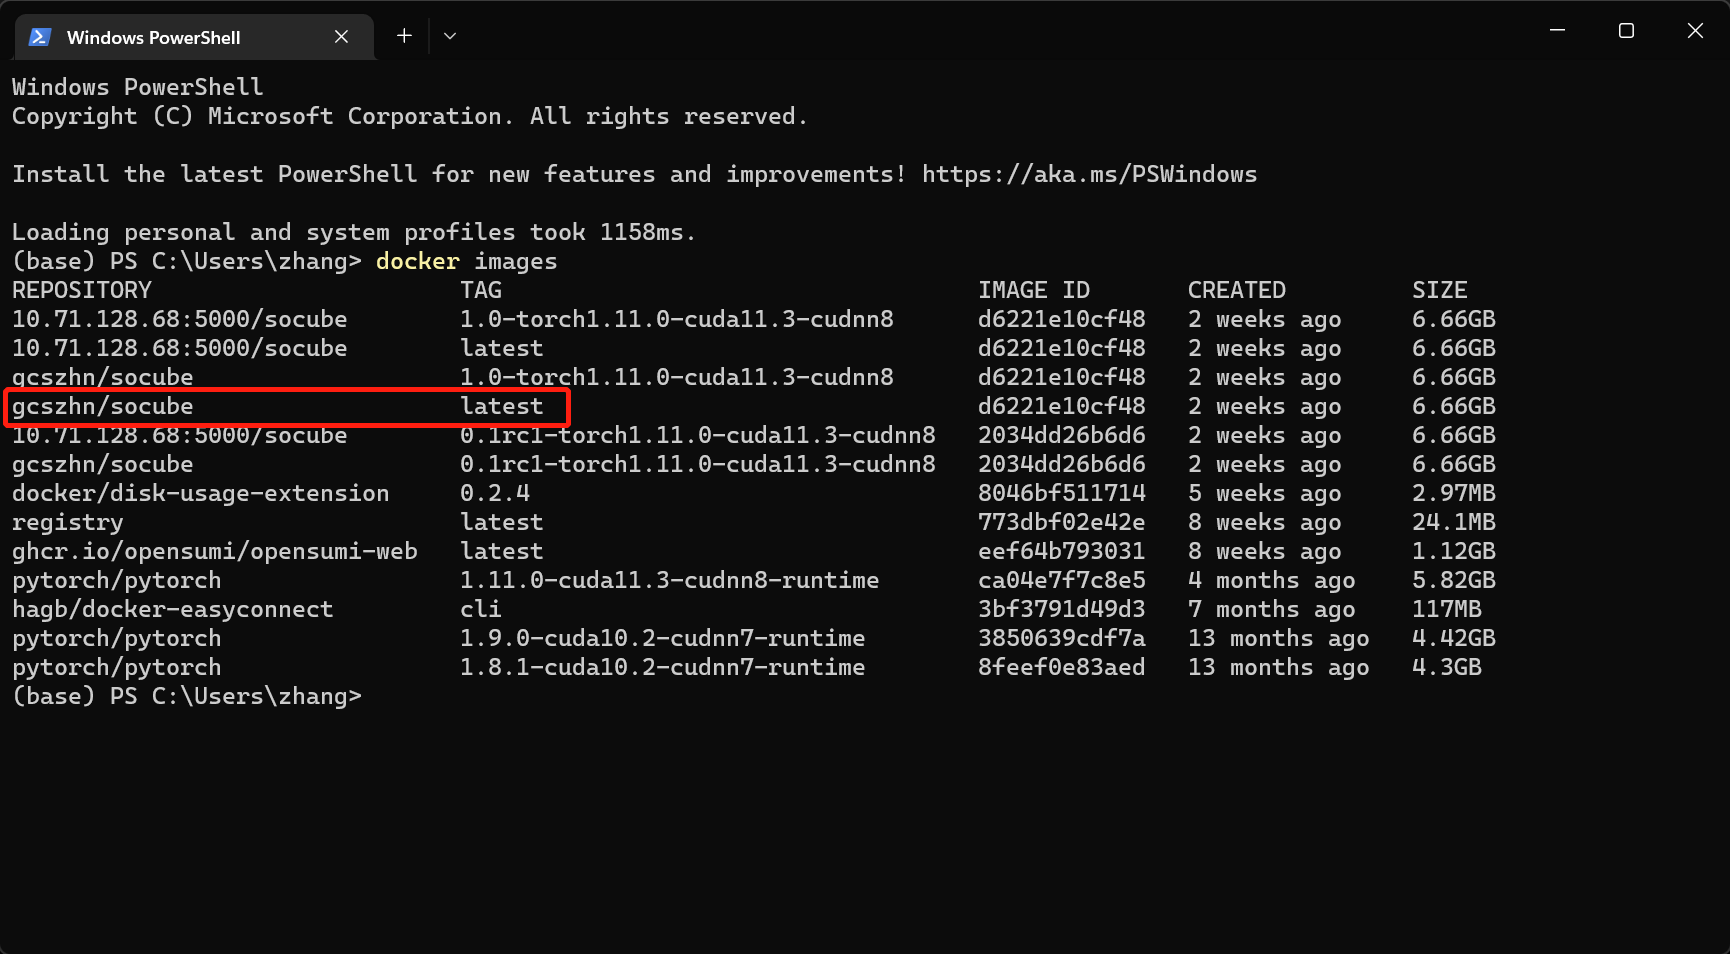 Windows PowerShell
Windows PowerShell
Copyright (C) Microsoft Corporation. All rights reserved.
Install the latest PowerShell for new features and improvements! https://aka.ms/PSWindows
Loading personal and system profiles took 1158ms.
(base) PS C:\Users\zhang> docker images
REPOSITORY TAG IMAGE ID CREATED SIZE
10.71.128.68:5000/socube 1.0-torch1.11.0-cuda11.3-cudnn8 d6221e10cf48 2 weeks ago 6.66GB
10.71.128.68:5000/socube latest d6221e10cf48 2 weeks ago 6.66GB
gcszhn/socube 1.0-torch1.11.0-cuda11.3-cudnn8 d6221e10cf48 2 weeks ago 6.66GB
gcszhn/socube latest d6221e10cf48 2 weeks ago 6.66GB
10.71.128.68:5000/socube 0.1rc1-torch1.11.0-cuda11.3-cudnn8 2034dd26b6d6 2 weeks ago 6.66GB
gcszhn/socube 0.1rc1-torch1.11.0-cuda11.3-cudnn8 2034dd26b6d6 2 weeks ago 6.66GB
docker/disk-usage-extension 0.2.4 8046bf511714 5 weeks ago 2.97MB
registry latest 773dbf02e42e 8 weeks ago 24.1MB
ghcr.io/opensumi/opensumi-web latest eef64b793031 8 weeks ago 1.12GB
pytorch/pytorch 1.11.0-cuda11.3-cudnn8-runtime ca04e7f7c8e5 4 months ago 5.82GB
hagb/docker-easyconnect cli 3bf3791d49d3 7 months ago 117MB
pytorch/pytorch 1.9.0-cuda10.2-cudnn7-runtime 3850639cdf7a 13 months ago 4.42GB
pytorch/pytorch 1.8.1-cuda10.2-cudnn7-runtime 8feef0e83aed 13 months ago 4.3GB
(base) PS C:\Users\zhang>